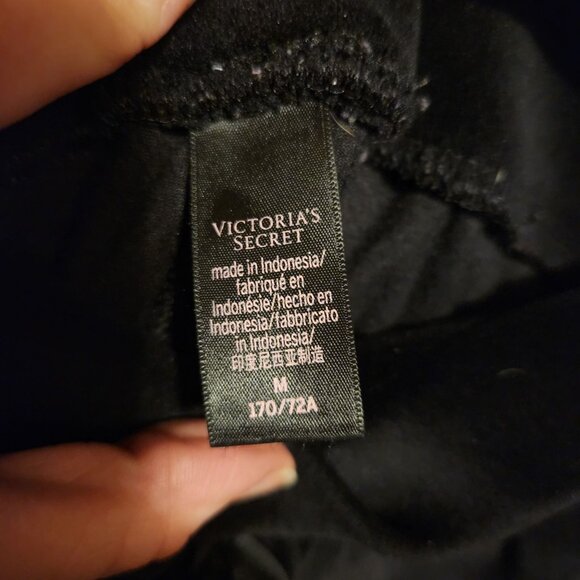 VICTORIA'S
SECRET
made in Indonesia/
fabriqué en
Indonésie/hecho en
Indonesia/fabbricato
in Indonesia/
印度尼西亚制造
M
170/72A